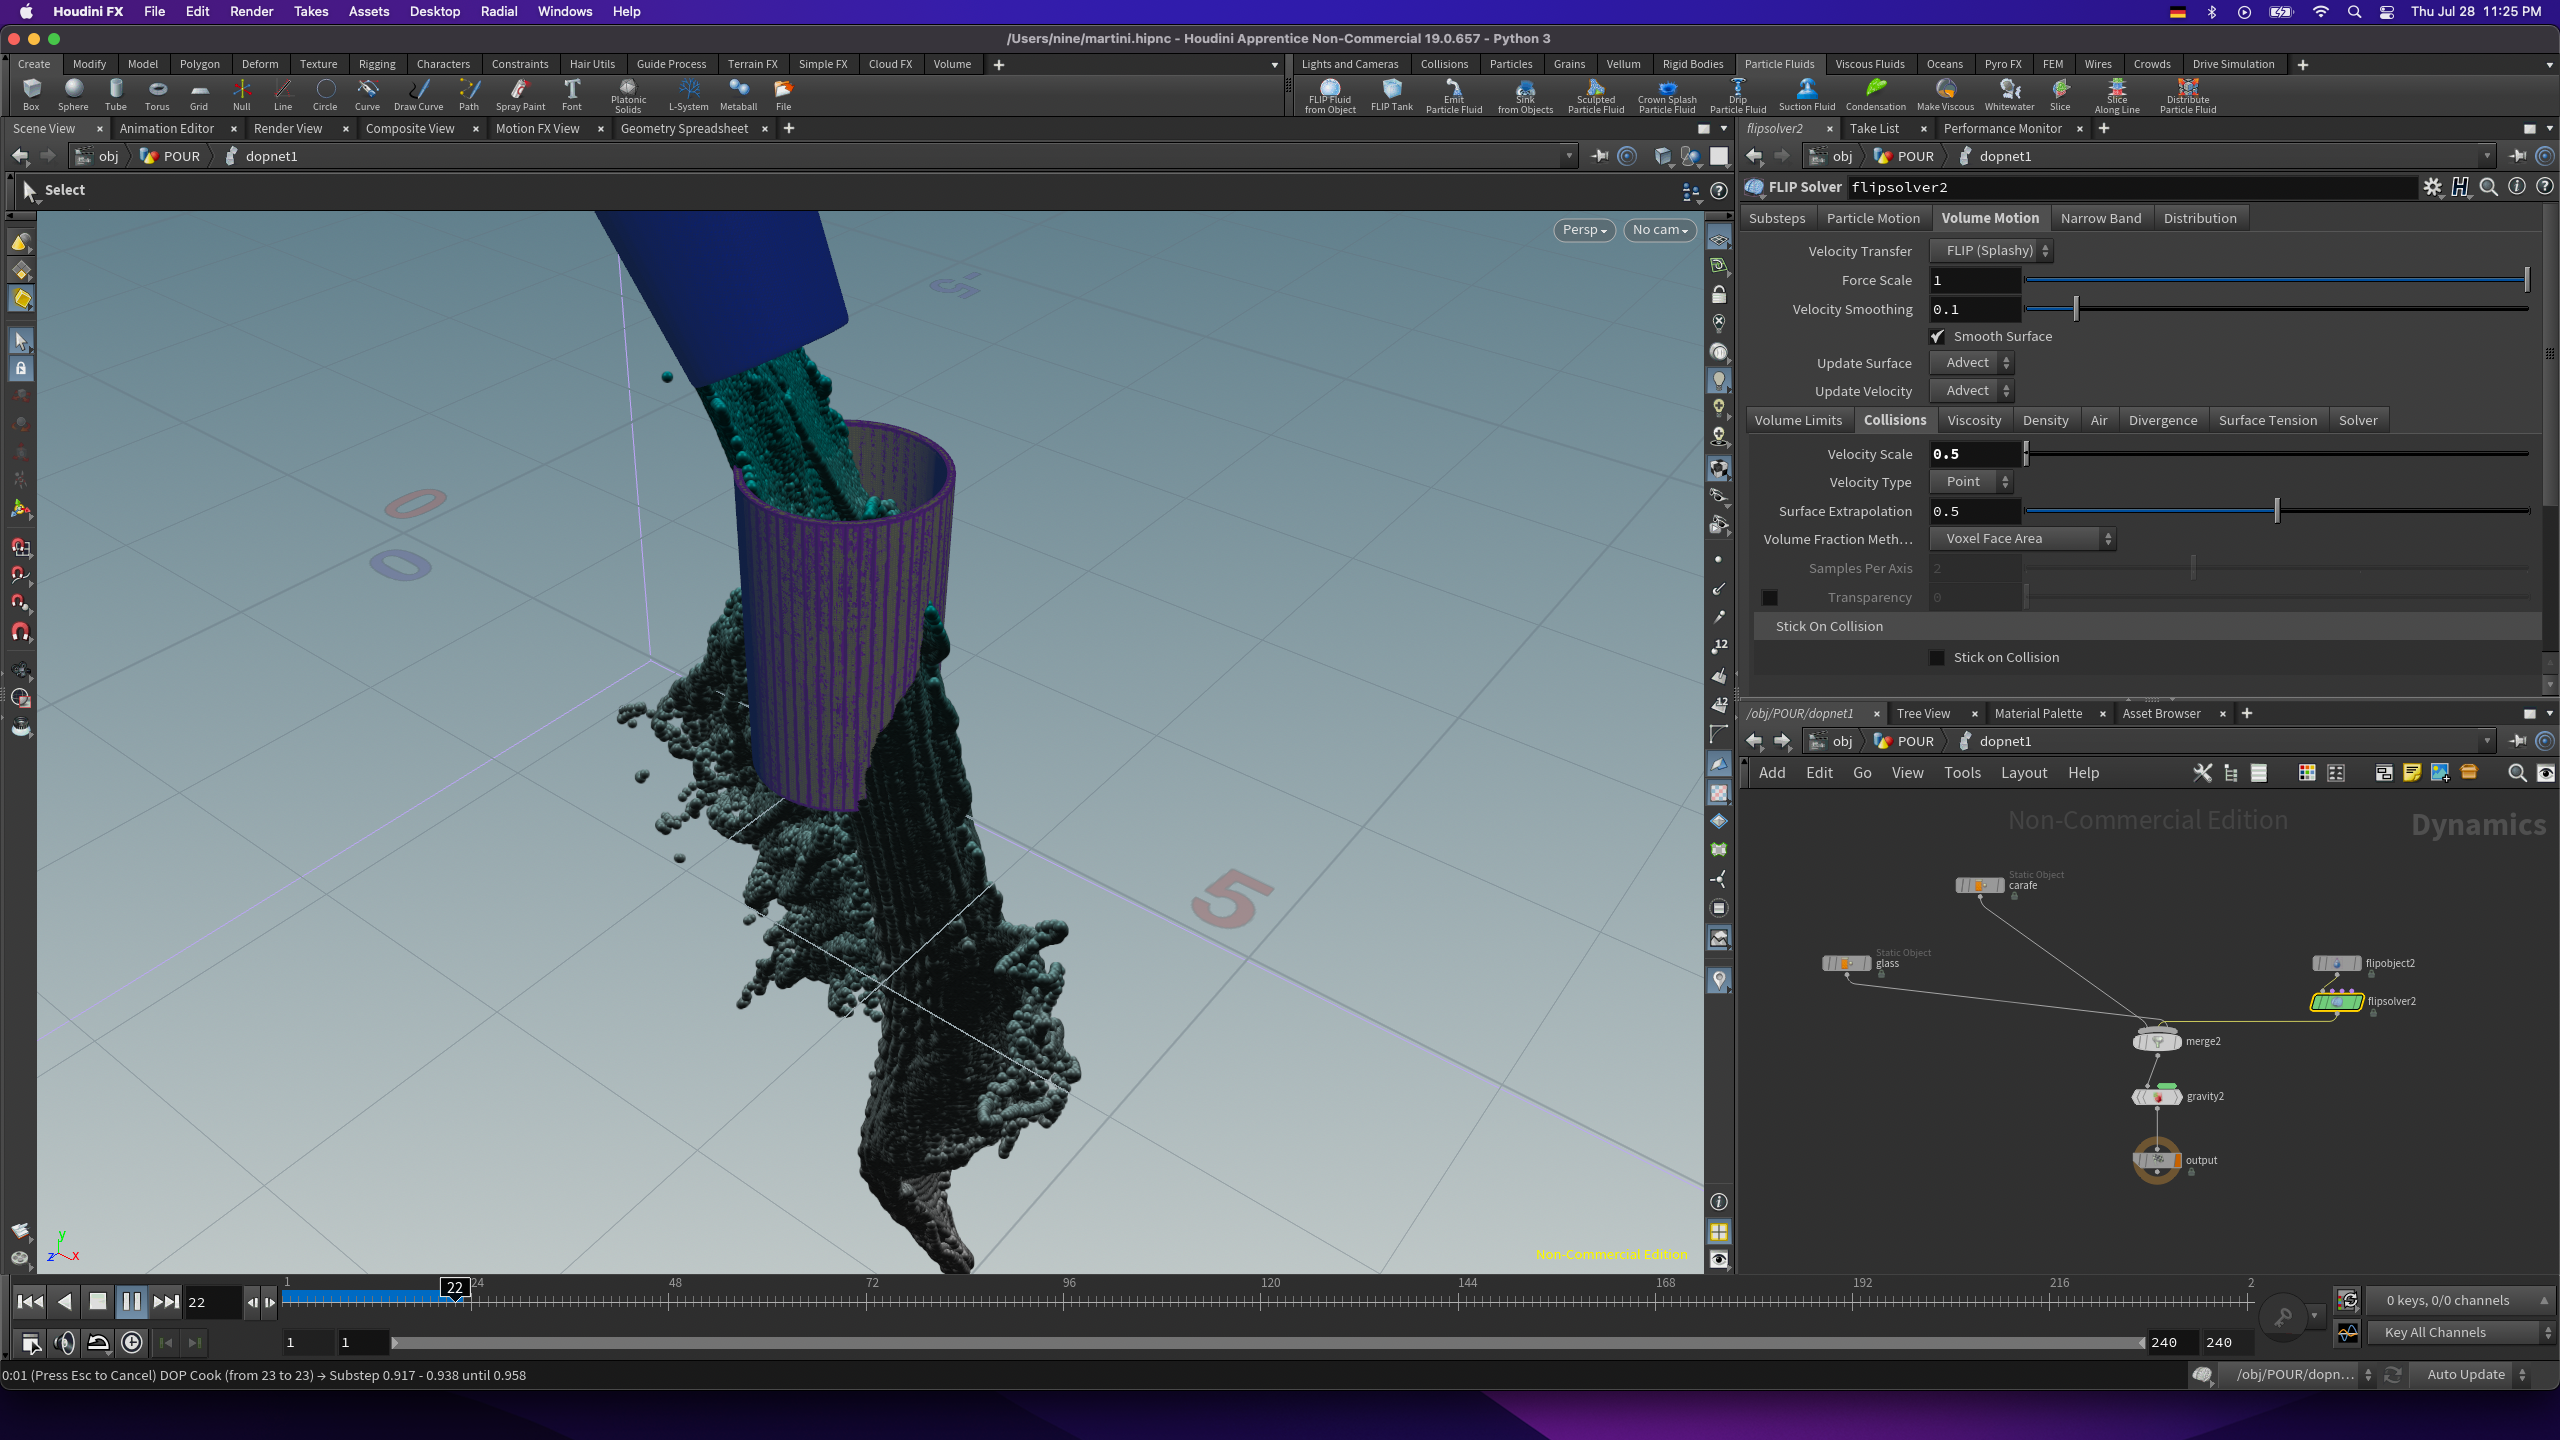 Houdini FX File Edit Render Takes Assets Desktop Radial Windows Help Thu Jul 28 11:25 PM
/Users/nine/martini.hipnc - Houdini Apprentice Non-Commercial 19.0.657 - Python 3
Create Modify Model Polygon Deform Texture Rigging Characters Constraints Hair Utils Guide Process Terrain FX Simple FX Cloud FX Volume
Lights and Cameras Collisions Particles Grains Vellum Rigid Bodies Particle Fluids Viscous Fluids Oceans Pyro FX FEM Wires Crowds Drive Simulation
Box Sphere Tube Torus Grid Null Line Circle Curve Draw Curve Path Spray Paint Font Platonic Solids L-System Metaball File
FLIP Fluid from Object FLIP Tank Emit Particle Fluid Sink from Objects Sculpted Particle Fluid Crown Splash Particle Fluid Drip Particle Fluid Suction Fluid Condensation Make Viscous Whitewater Slice Slice Along Line Distribute Particle Fluid
Scene View Animation Editor Render View Composite View Motion FX View Geometry Spreadsheet
obj POUR dopnet1
Select
Persp No cam
0
0
5
5
Non-Commercial Edition
y
z x
flipsolver2 Take List Performance Monitor
obj POUR dopnet1
FLIP Solver flipsolver2
Substeps Particle Motion Volume Motion Narrow Band Distribution
Velocity Transfer FLIP (Splashy)
Force Scale 1
Velocity Smoothing 0.1
Smooth Surface
Update Surface Advect
Update Velocity Advect
Volume Limits Collisions Viscosity Density Air Divergence Surface Tension Solver
Velocity Scale 0.5
Velocity Type Point
Surface Extrapolation 0.5
Volume Fraction Meth... Voxel Face Area
Samples Per Axis 2
Transparency 0
Stick On Collision
Stick on Collision
12
12
/obj/POUR/dopnet1 Tree View Material Palette Asset Browser
obj POUR dopnet1
Add Edit Go View Tools Layout Help
Non-Commercial Edition Dynamics
Static Object
carafe
Static Object
glass
flipobject2
flipsolver2
merge2
gravity2
output
1 24 48 72 96 120 144 168 192 216 2
22
22
0 keys, 0/0 channels
1 1 240 240
Key All Channels
0:01 (Press Esc to Cancel) DOP Cook (from 23 to 23) → Substep 0.917 - 0.938 until 0.958
/obj/POUR/dopn... Auto Update